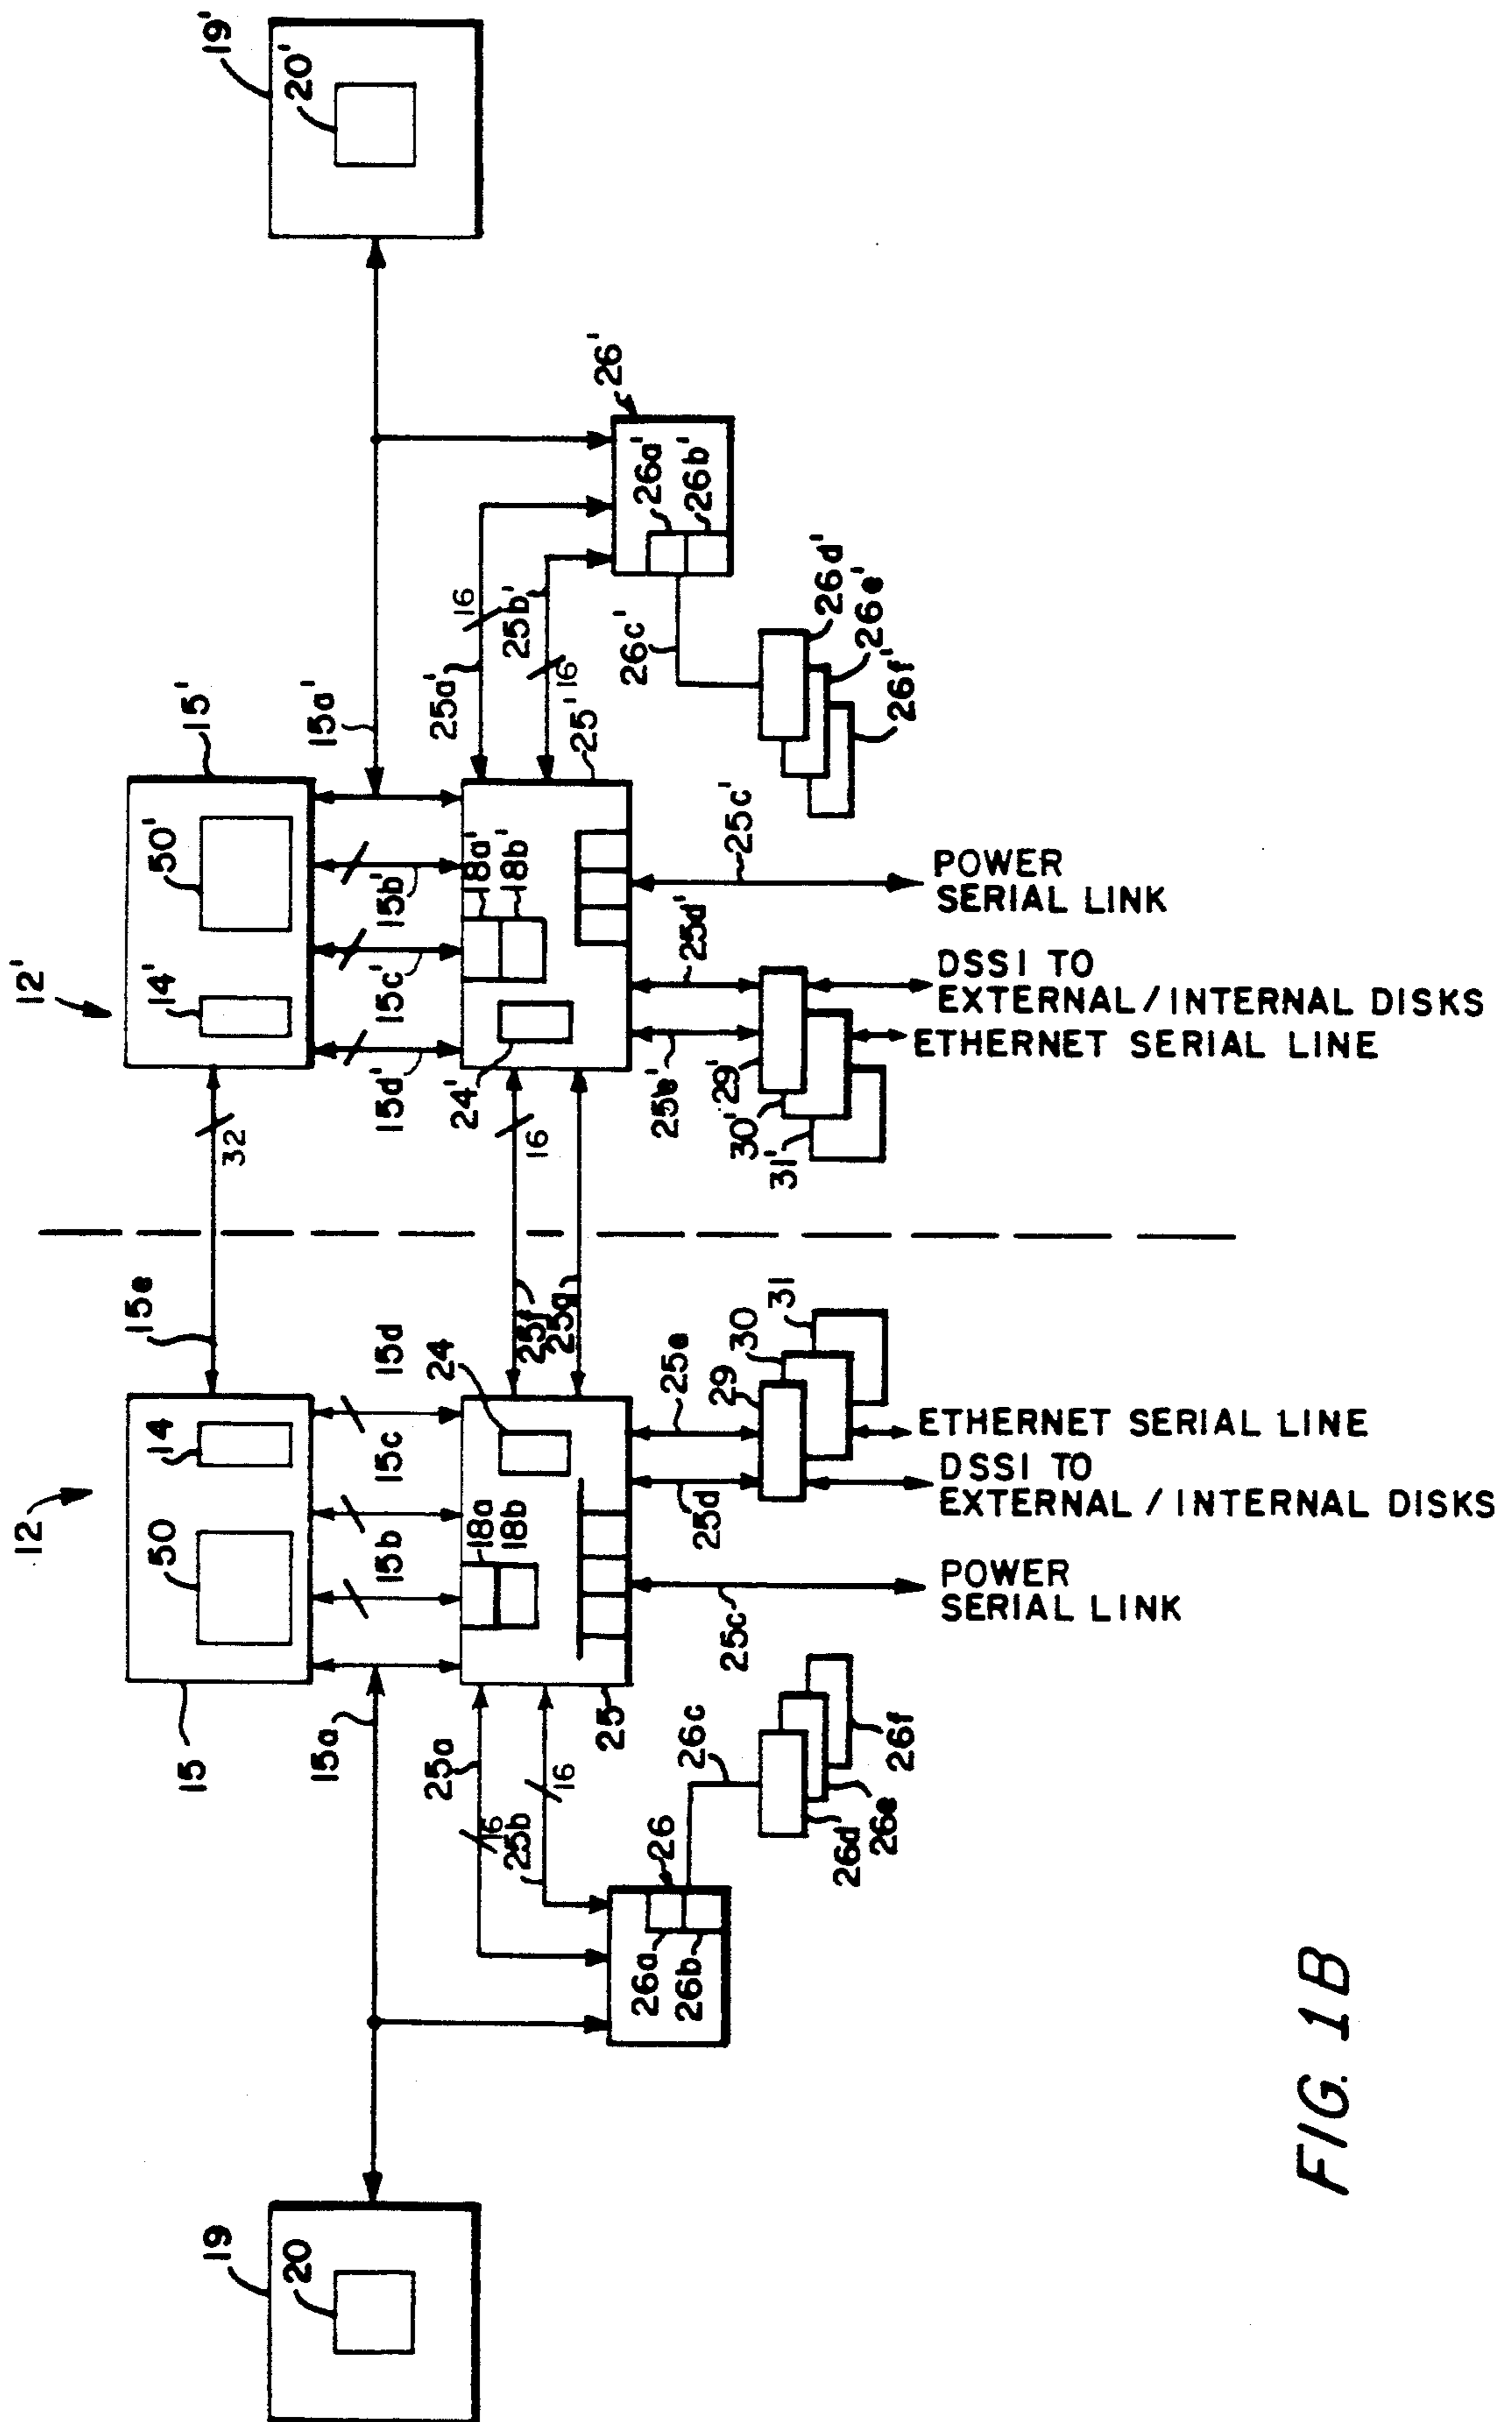 12
12'
15
50
14
15e
32
14'
50'
15'
19
20
15a
15b
15c
15d
15d'
15c'
15b'
15a'
19'
20'
25a
16
25b
16
25
18a
18b
24
25f
25g
16
24'
18a'
18b'
25'
25a'
16
25b'
16
26
26a
26b
26c
26d
26e
26f
25c
25d
25e
29
30
31
31'
30'
29'
25e'
25d'
25c'
26'
26a'
26b'
26c'
26d'
26e'
26f'
POWER
SERIAL LINK
DSSI TO
EXTERNAL / INTERNAL DISKS
ETHERNET SERIAL LINE
ETHERNET SERIAL LINE
DSSI TO
EXTERNAL / INTERNAL DISKS
POWER
SERIAL LINK
FIG. 1B